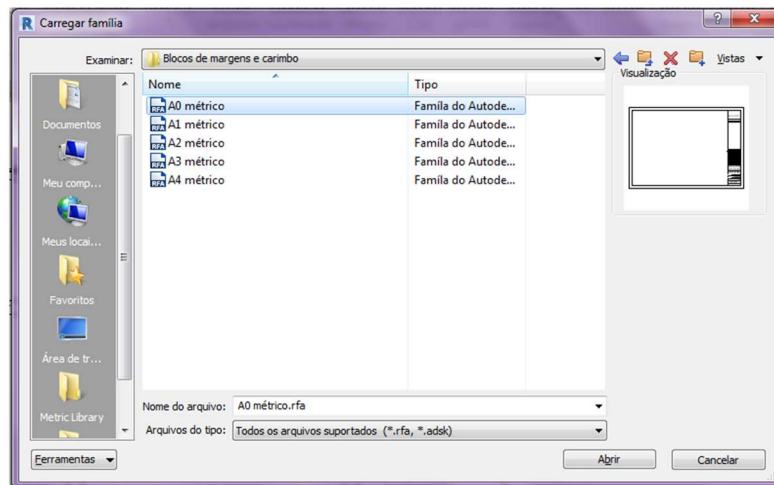 Carregar família
Examinar:
Blocos de margens e carimbo
Vistas
Nome
Tipo
Visualização
A0 métrico
Famíla do Autode...
A1 métrico
Famíla do Autode...
A2 métrico
Famíla do Autode...
A3 métrico
Famíla do Autode...
A4 métrico
Famíla do Autode...
Documentos
Meu comp...
Meus locai...
Favoritos
Área de tr...
Metric Library
Nome do arquivo: A0 métrico.rfa
Arquivos do tipo: Todos os arquivos suportados (*.rfa, *.adsk)
Ferramentas
Abrir
Cancelar